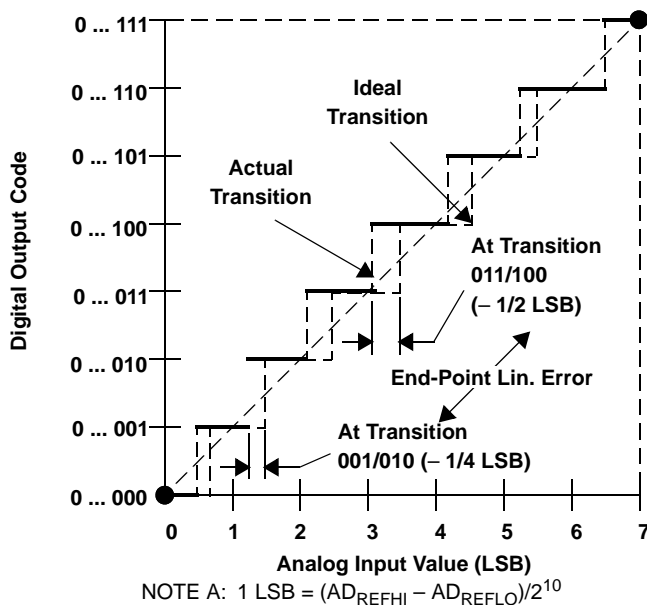 0 ... 111
0 ... 110
0 ... 101
0 ... 100
0 ... 011
0 ... 010
0 ... 001
0 ... 000
Digital Output Code
Ideal
Transition
Actual
Transition
At Transition
011/100
(– 1/2 LSB)
End-Point Lin. Error
At Transition
001/010 (– 1/4 LSB)
0 1 2 3 4 5 6 7
Analog Input Value (LSB)
NOTE A: 1 LSB = (AD_REFHI – AD_REFLO)/2^10